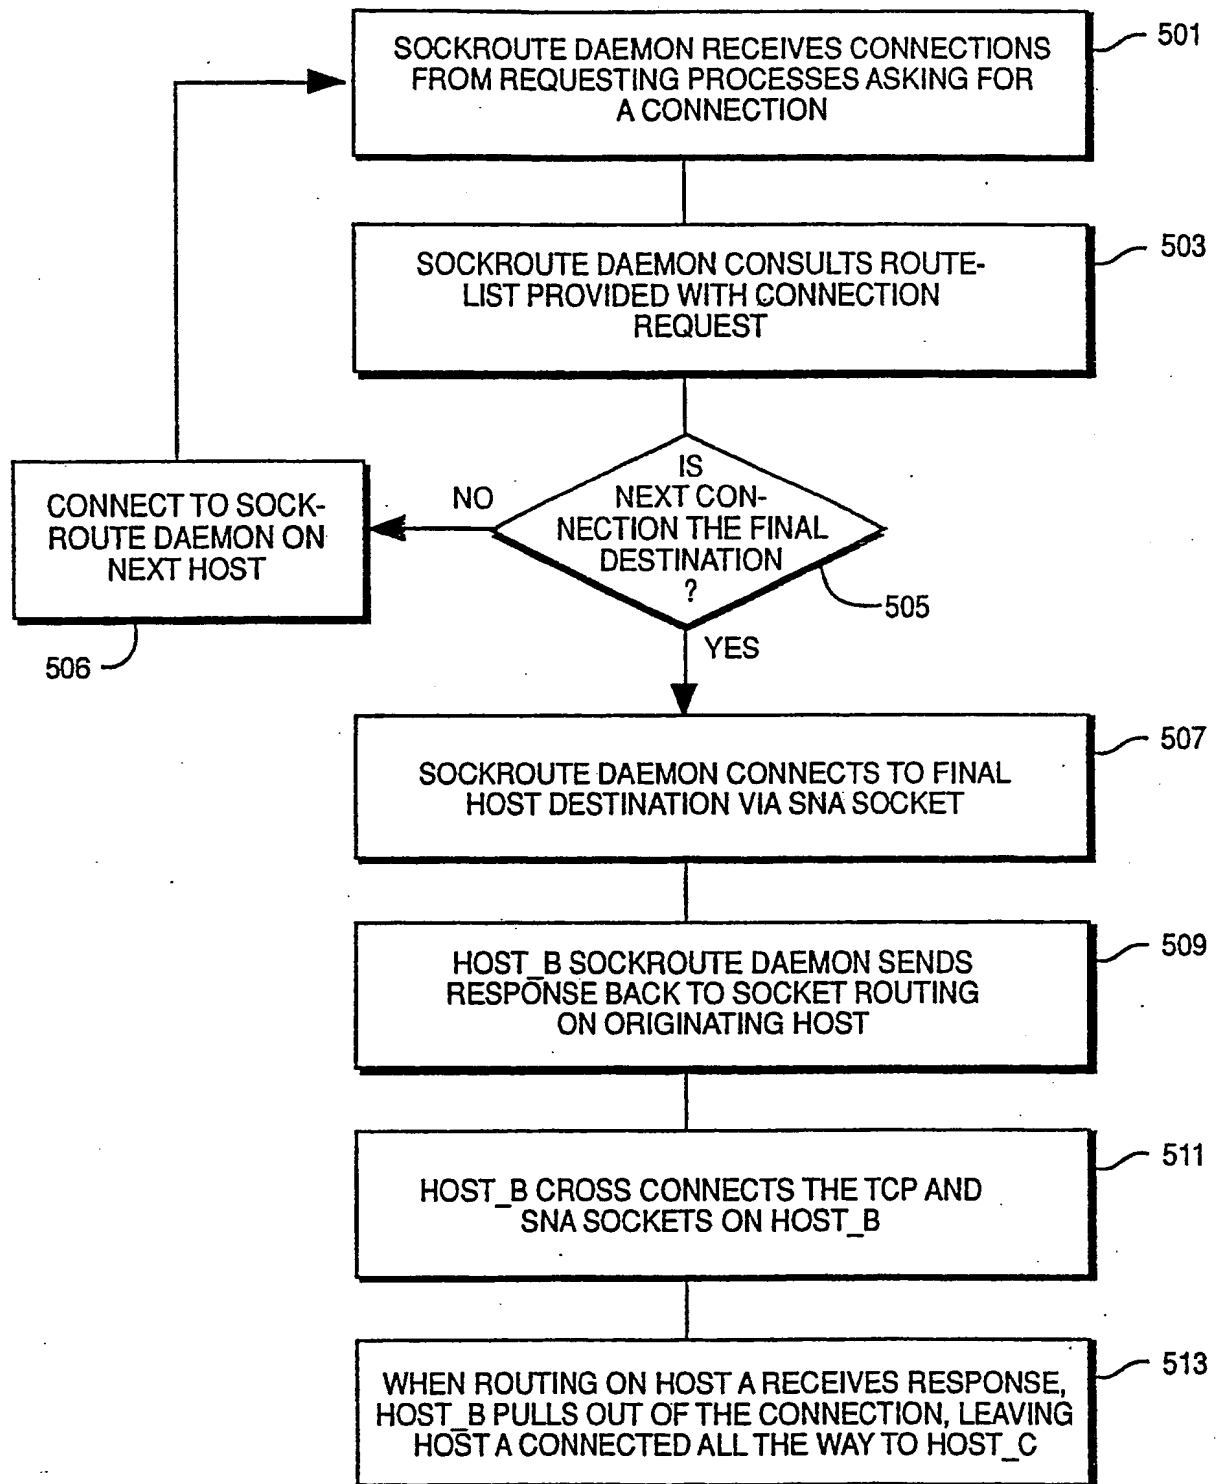 SOCKROUTE DAEMON RECEIVES CONNECTIONS
FROM REQUESTING PROCESSES ASKING FOR
A CONNECTION
501
SOCKROUTE DAEMON CONSULTS ROUTE-
LIST PROVIDED WITH CONNECTION
REQUEST
503
IS
NEXT CON-
NECTION THE FINAL
DESTINATION
?
505
NO
CONNECT TO SOCK-
ROUTE DAEMON ON
NEXT HOST
506
YES
SOCKROUTE DAEMON CONNECTS TO FINAL
HOST DESTINATION VIA SNA SOCKET
507
HOST_B SOCKROUTE DAEMON SENDS
RESPONSE BACK TO SOCKET ROUTING
ON ORIGINATING HOST
509
HOST_B CROSS CONNECTS THE TCP AND
SNA SOCKETS ON HOST_B
511
WHEN ROUTING ON HOST A RECEIVES RESPONSE,
HOST_B PULLS OUT OF THE CONNECTION, LEAVING
HOST A CONNECTED ALL THE WAY TO HOST_C
513